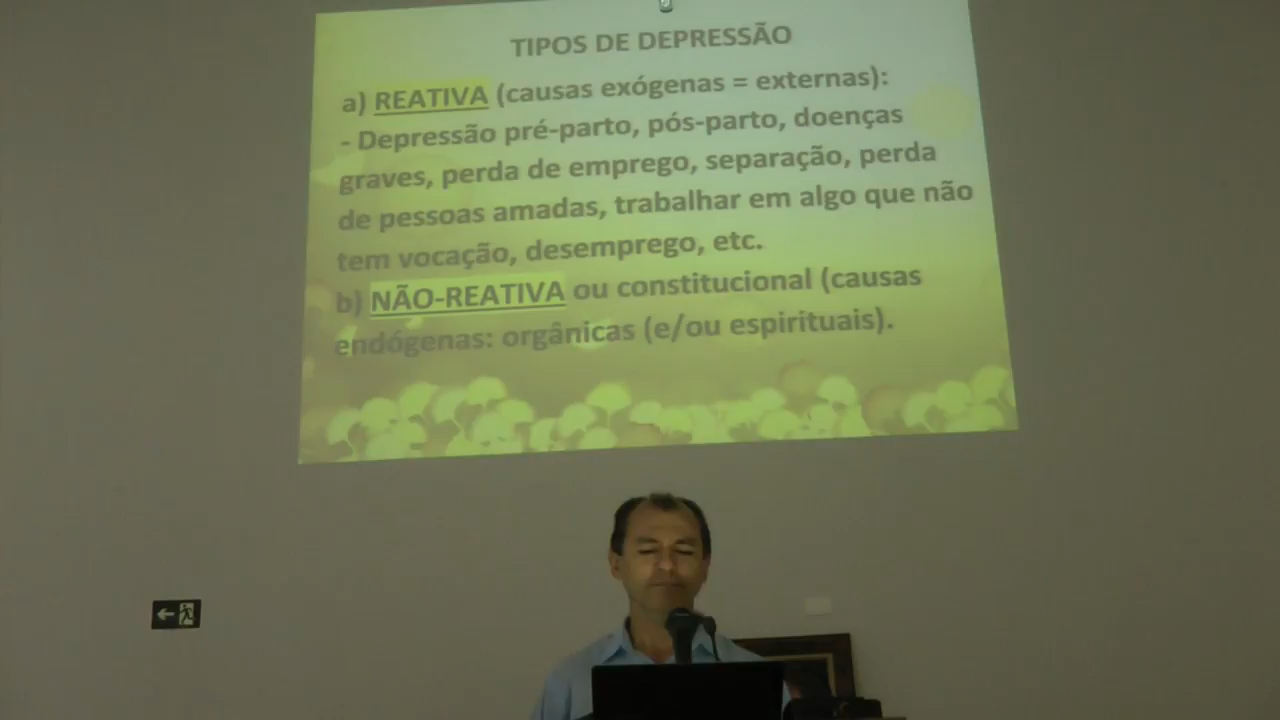 TIPOS DE DEPRESSÃO
a) REATIVA (causas exógenas = externas):
- Depressão pré-parto, pós-parto, doenças
graves, perda de emprego, separação, perda
de pessoas amadas, trabalhar em algo que não
tem vocação, desemprego, etc.
b) NÃO-REATIVA ou constitucional (causas
endógenas: orgânicas (e/ou espirituais).